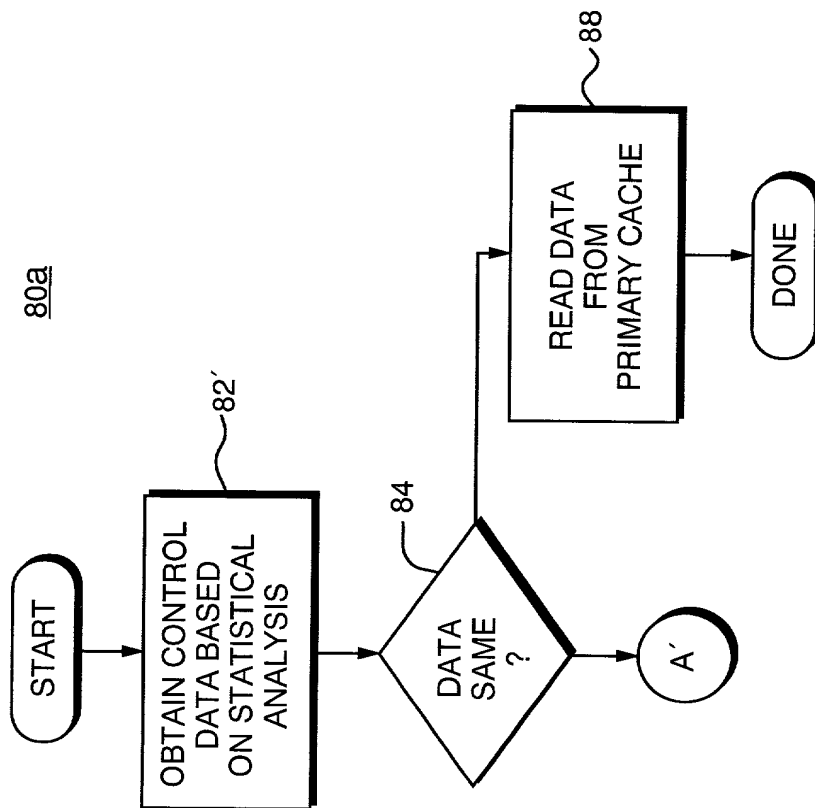 80a
START
OBTAIN CONTROL
DATA BASED
ON STATISTICAL
ANALYSIS
82′
DATA
SAME
?
84
READ DATA
FROM
PRIMARY CACHE
88
A′
DONE